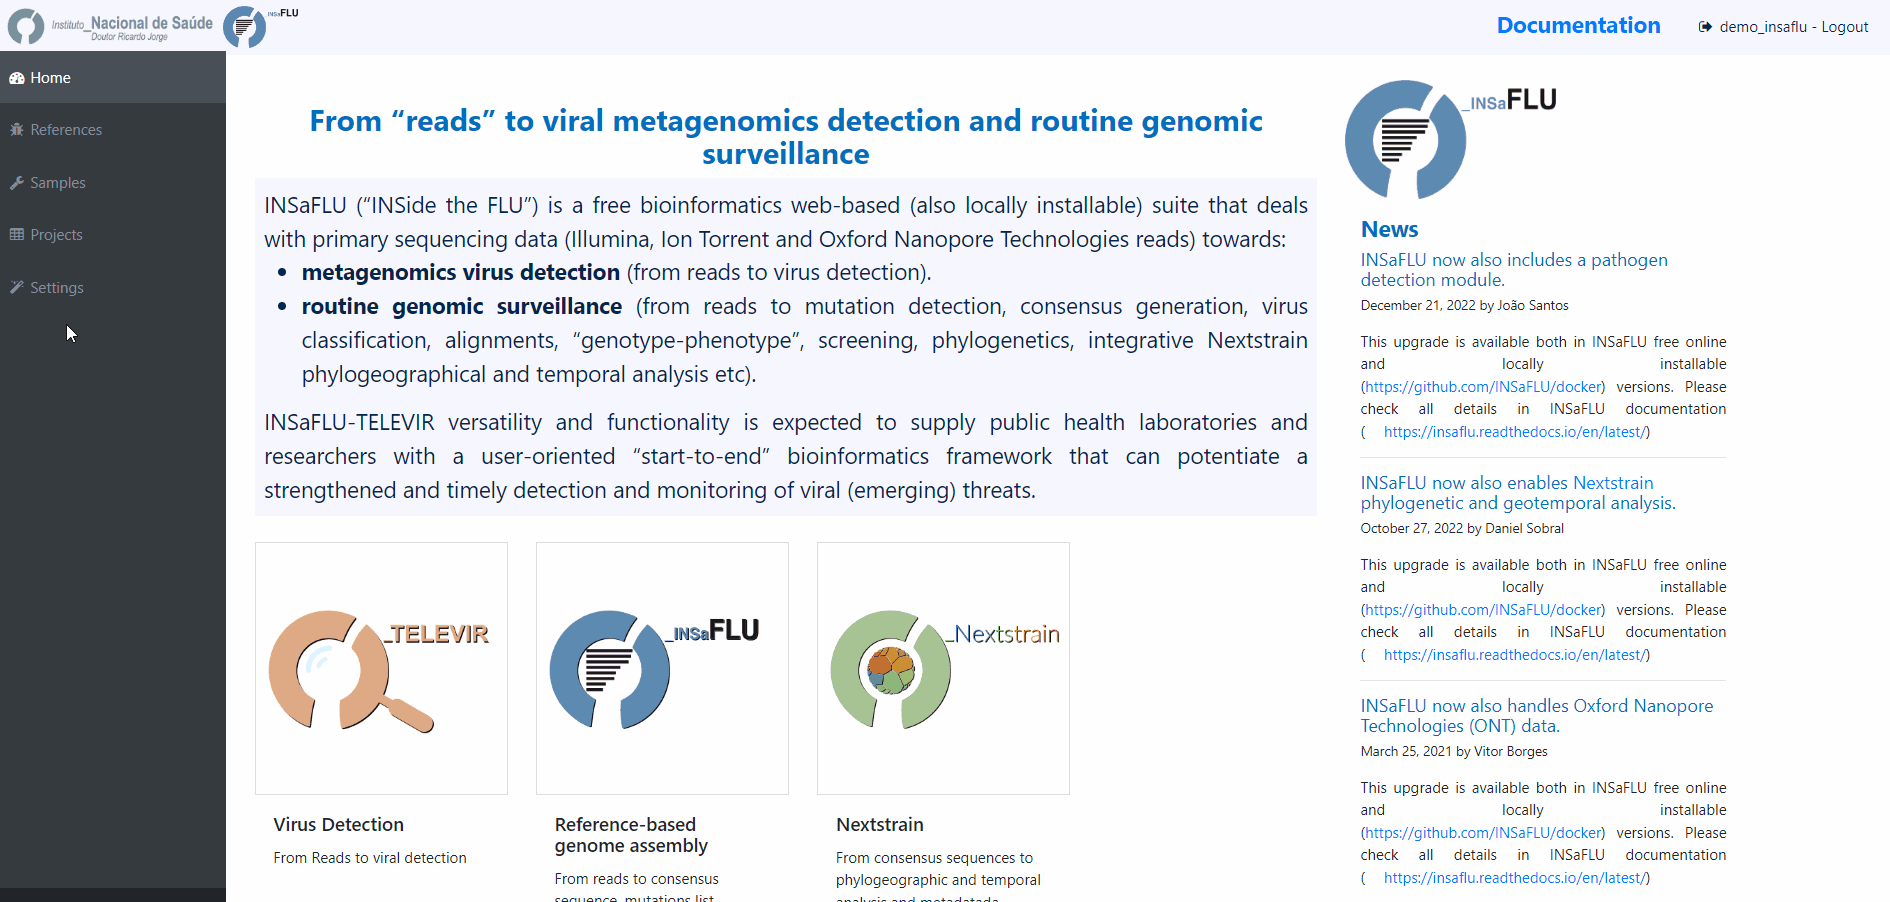 Instituto_Nacional de Saúde
Doutor Ricardo Jorge
_INSaFLU
Documentation
demo_insaflu - Logout
Home
References
Samples
Projects
Settings
From “reads” to viral metagenomics detection and routine genomic
surveillance
INSaFLU (“INSide the FLU”) is a free bioinformatics web-based (also locally installable) suite that deals
with primary sequencing data (Illumina, Ion Torrent and Oxford Nanopore Technologies reads) towards:
• metagenomics virus detection (from reads to virus detection).
• routine genomic surveillance (from reads to mutation detection, consensus generation, virus
classification, alignments, “genotype-phenotype”, screening, phylogenetics, integrative Nextstrain
phylogeographical and temporal analysis etc).
INSaFLU-TELEVIR versatility and functionality is expected to supply public health laboratories and
researchers with a user-oriented “start-to-end” bioinformatics framework that can potentiate a
strengthened and timely detection and monitoring of viral (emerging) threats.
_TELEVIR
_INSaFLU
_Nextstrain
Virus Detection
From Reads to viral detection
Reference-based
genome assembly
From reads to consensus
sequence, mutations list
Nextstrain
From consensus sequences to
phylogeographic and temporal
analysis and metadatada
_INSaFLU
News
INSaFLU now also includes a pathogen
detection module.
December 21, 2022 by João Santos
This upgrade is available both in INSaFLU free online
and locally installable
(https://github.com/INSaFLU/docker) versions. Please
check all details in INSaFLU documentation
( https://insaflu.readthedocs.io/en/latest/)
INSaFLU now also enables Nextstrain
phylogenetic and geotemporal analysis.
October 27, 2022 by Daniel Sobral
This upgrade is available both in INSaFLU free online
and locally installable
(https://github.com/INSaFLU/docker) versions. Please
check all details in INSaFLU documentation
( https://insaflu.readthedocs.io/en/latest/)
INSaFLU now also handles Oxford Nanopore
Technologies (ONT) data.
March 25, 2021 by Vitor Borges
This upgrade is available both in INSaFLU free online
and locally installable
(https://github.com/INSaFLU/docker) versions. Please
check all details in INSaFLU documentation
( https://insaflu.readthedocs.io/en/latest/)